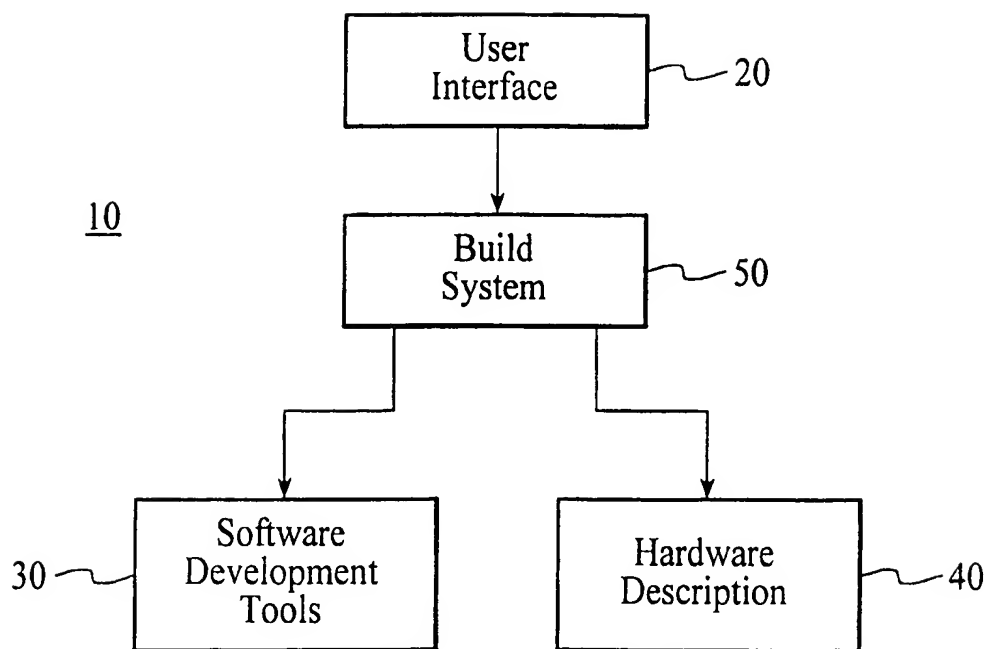 User
Interface
20
10
Build
System
50
Software
Development
Tools
30
Hardware
Description
40